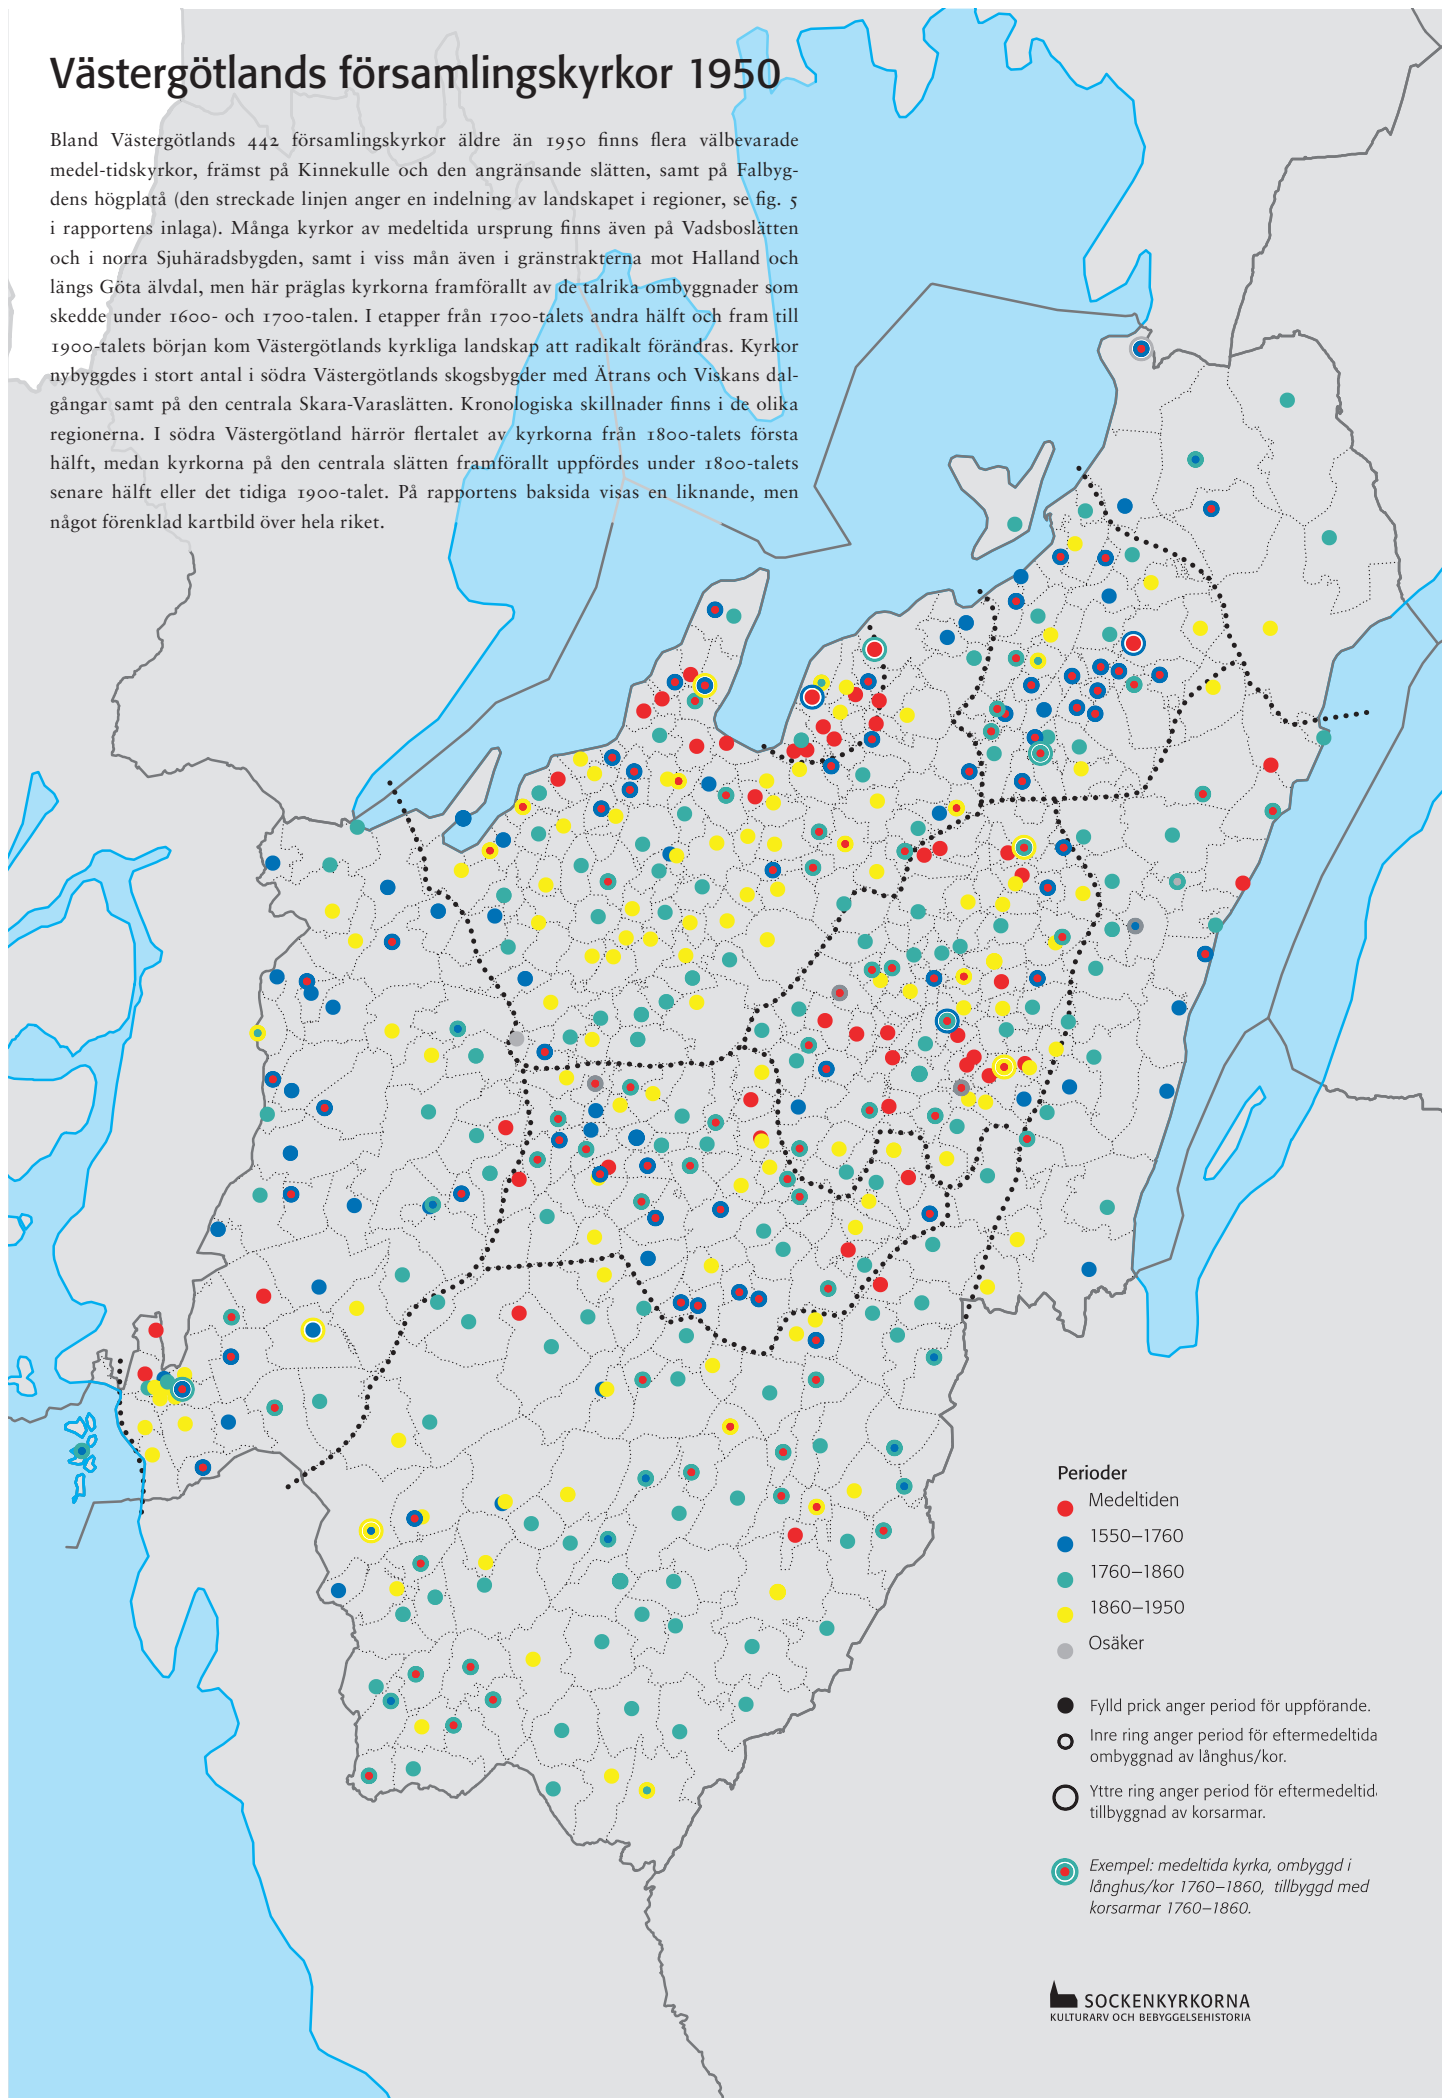 Västergötlands församlingskyrkor 1950
Bland Västergötlands 442 församlingskyrkor äldre än 1950 finns flera välbevarade
medel-tidskyrkor, främst på Kinnekulle och den angränsande slätten, samt på Falbyg-
dens högplatå (den streckade linjen anger en indelning av landskapet i regioner, se fig. 5
i rapportens inlaga). Många kyrkor av medeltida ursprung finns även på Vadsboslätten
och i norra Sjuhäradsbygden, samt i viss mån även i gränstrakterna mot Halland och
längs Göta älvdal, men här präglas kyrkorna framförallt av de talrika ombyggnader som
skedde under 1600- och 1700-talen. I etapper från 1700-talets andra hälft och fram till
1900-talets början kom Västergötlands kyrkliga landskap att radikalt förändras. Kyrkor
nybyggdes i stort antal i södra Västergötlands skogsbygder med Ätrans och Viskans dal-
gångar samt på den centrala Skara-Varaslätten. Kronologiska skillnader finns i de olika
regionerna. I södra Västergötland härrör flertalet av kyrkorna från 1800-talets första
hälft, medan kyrkorna på den centrala slätten framförallt uppfördes under 1800-talets
senare hälft eller det tidiga 1900-talet. På rapportens baksida visas en liknande, men
något förenklad kartbild över hela riket.
Perioder
Medeltiden
1550–1760
1760–1860
1860–1950
Osäker
Fylld prick anger period för uppförande.
Inre ring anger period för eftermedeltida
ombyggnad av långhus/kor.
Yttre ring anger period för eftermedeltid
tillbyggnad av korsarmar.
Exempel: medeltida kyrka, ombyggd i
långhus/kor 1760–1860, tillbyggd med
korsarmar 1760–1860.
SOCKENKYRKORNA
KULTURARV OCH BEBYGGELSEHISTORIA